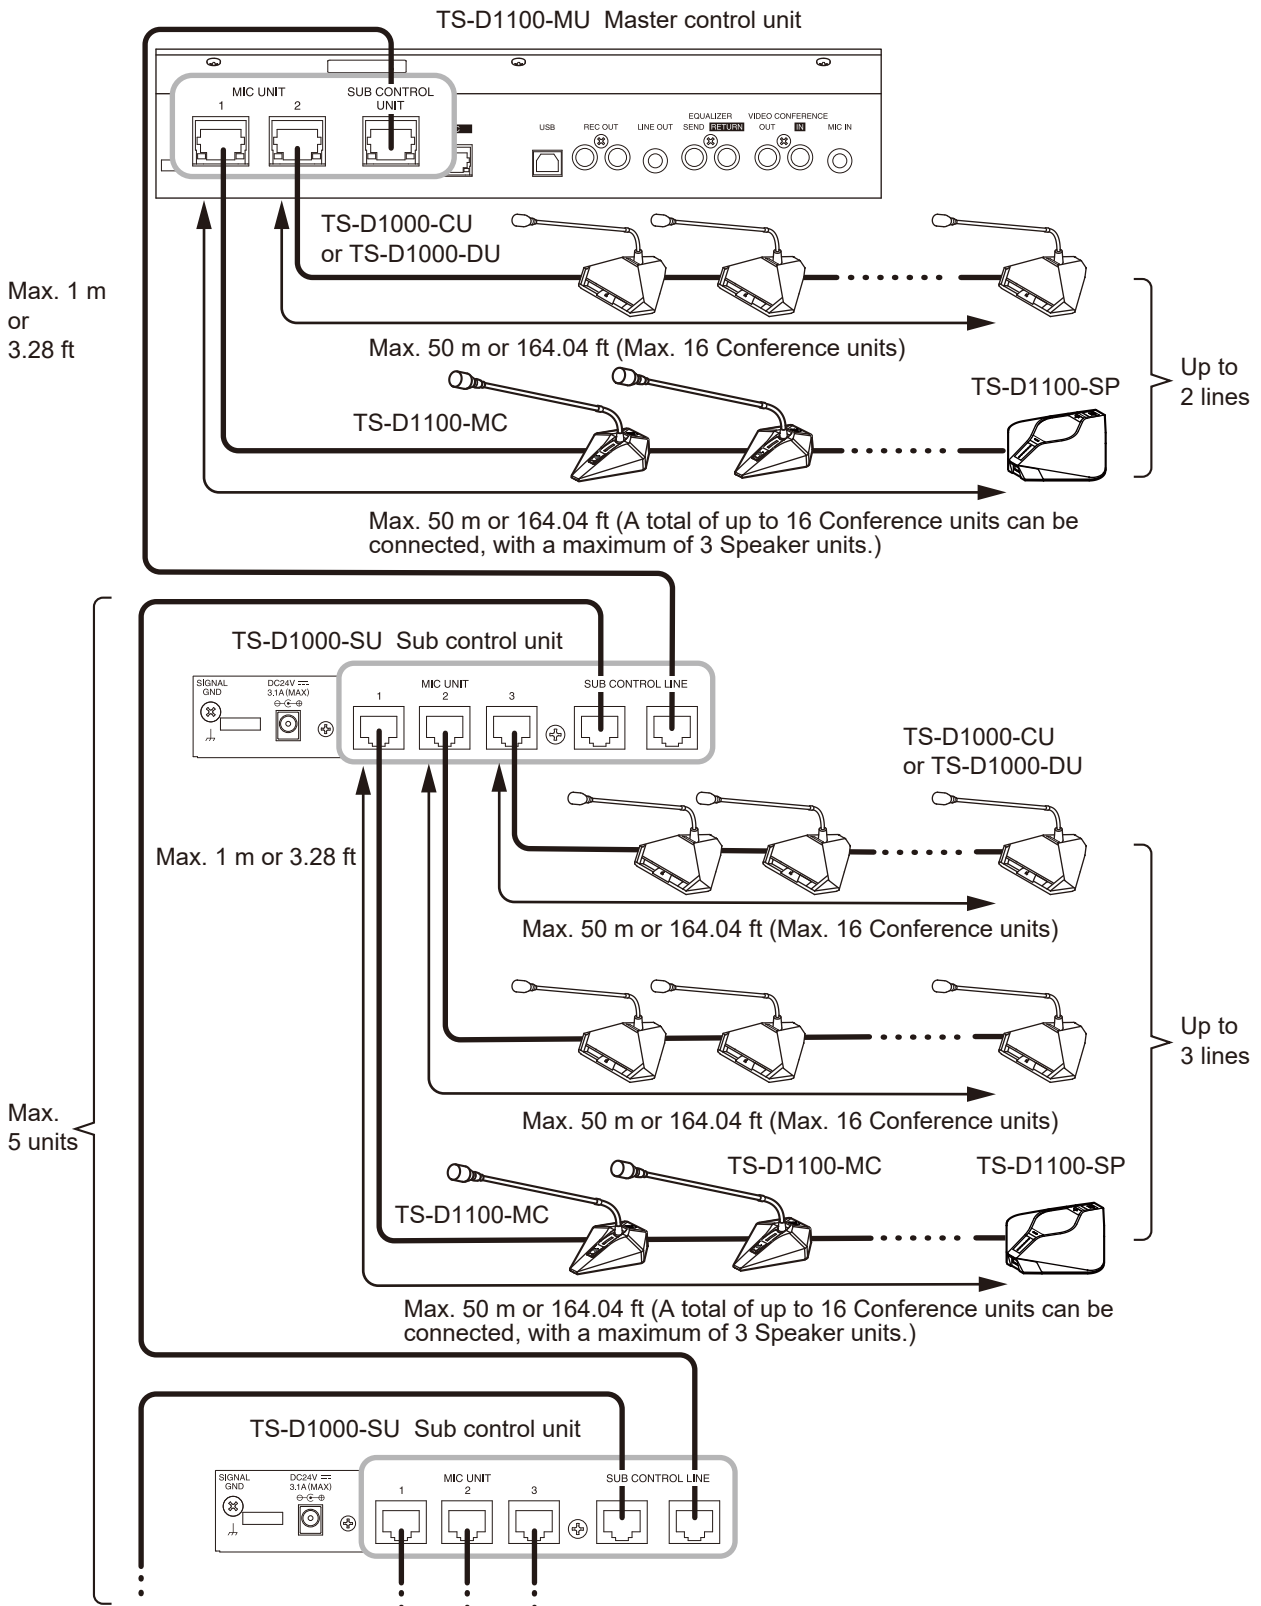 TS-D1100-MU Master control unit
MIC UNIT
1
2
SUB CONTROL
UNIT
USB
REC OUT
LINE OUT
EQUALIZER
SEND RETURN
VIDEO CONFERENCE
OUT IN
MIC IN
TS-D1000-CU
or TS-D1000-DU
Max. 1 m
or
3.28 ft
Max. 50 m or 164.04 ft (Max. 16 Conference units)
TS-D1100-MC
TS-D1100-SP
Up to
2 lines
Max. 50 m or 164.04 ft (A total of up to 16 Conference units can be
connected, with a maximum of 3 Speaker units.)
TS-D1000-SU Sub control unit
SIGNAL
GND
DC24V
3.1A (MAX)
MIC UNIT
1
2
3
SUB CONTROL LINE
TS-D1000-CU
or TS-D1000-DU
Max. 1 m or 3.28 ft
Max. 50 m or 164.04 ft (Max. 16 Conference units)
Up to
3 lines
Max. 50 m or 164.04 ft (Max. 16 Conference units)
Max.
5 units
TS-D1100-MC
TS-D1100-SP
TS-D1100-MC
Max. 50 m or 164.04 ft (A total of up to 16 Conference units can be
connected, with a maximum of 3 Speaker units.)
TS-D1000-SU Sub control unit
SIGNAL
GND
DC24V
3.1A (MAX)
MIC UNIT
1
2
3
SUB CONTROL LINE